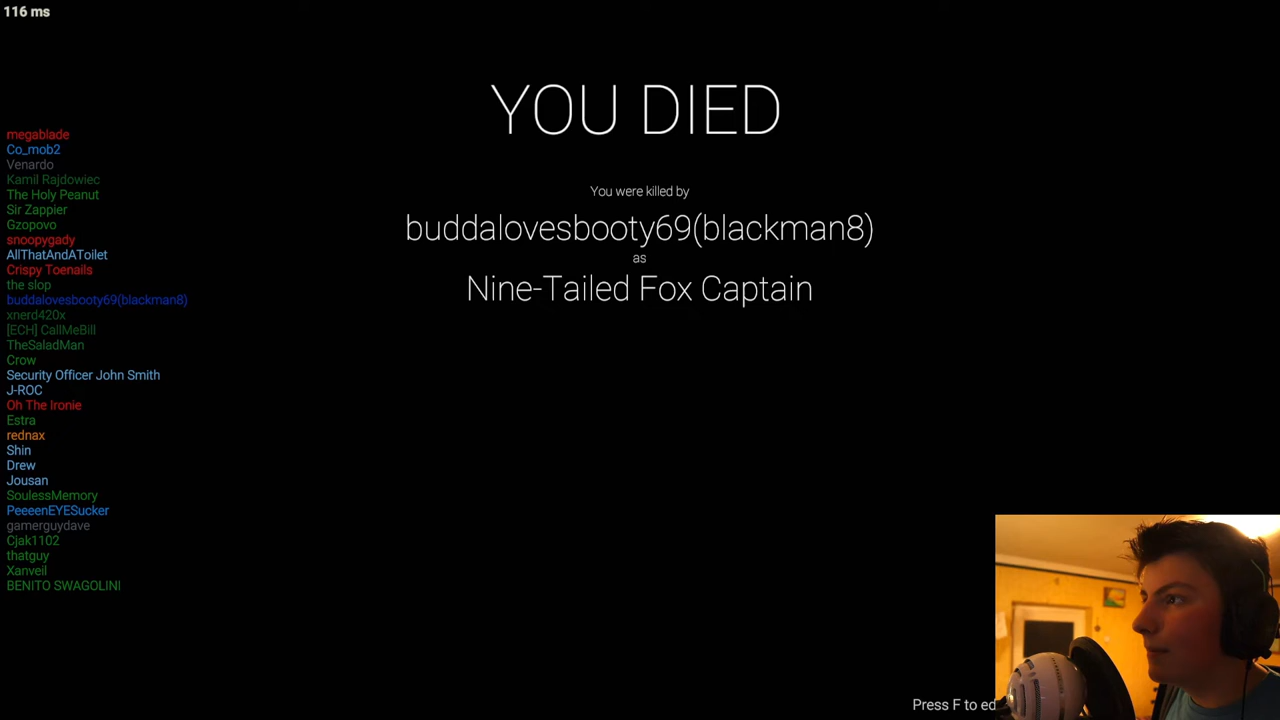 116 ms
YOU DIED
You were killed by
buddalovesbooty69(blackman8)
as
Nine-Tailed Fox Captain
megablade
Co_mob2
Venardo
Kamil Rajdowiec
The Holy Peanut
Sir Zappier
Gzopovo
snoopygady
AllThatAndAToilet
Crispy Toenails
the slop
buddalovesbooty69(blackman8)
xnerd420x
[ECH] CallMeBill
TheSaladMan
Crow
Security Officer John Smith
J-ROC
Oh The Ironie
Estra
rednax
Shin
Drew
Jousan
SoulessMemory
PeeeenEYESucker
gamerguydave
Cjak1102
thatguy
Xanveil
BENITO SWAGOLINI
Press F to ed